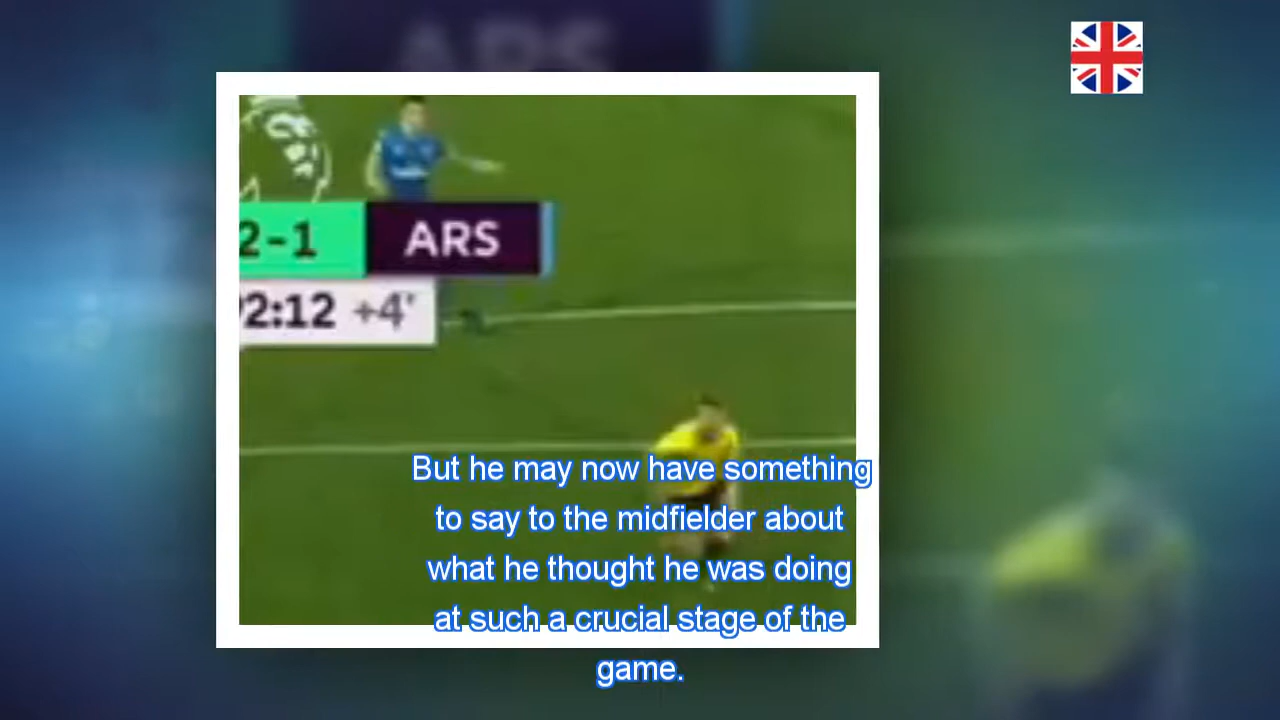 ARS
2-1 ARS
2:12 +4'
But he may now have something
to say to the midfielder about
what he thought he was doing
at such a crucial stage of the
game.